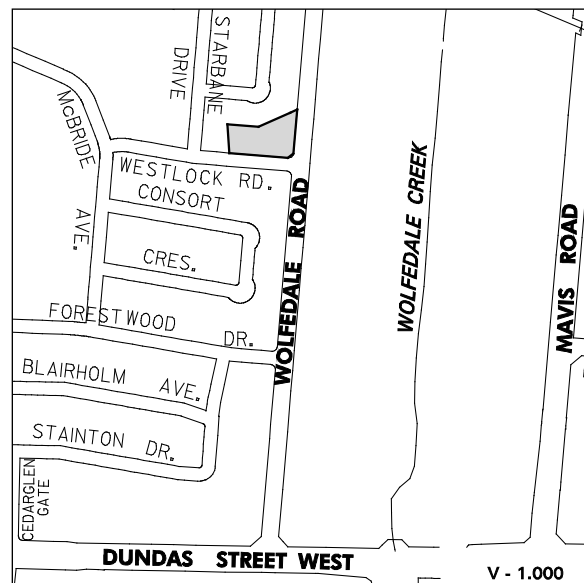 STARBANE
DRIVE
McBRIDE
AVE.
WESTLOCK RD.
CONSORT
CRES.
WOLFEDALE ROAD
WOLFEDALE CREEK
MAVIS ROAD
FORESTWOOD DR.
BLAIRHOLM AVE.
STAINTON DR.
CEDARGLEN
GATE
DUNDAS STREET WEST
V - 1.000